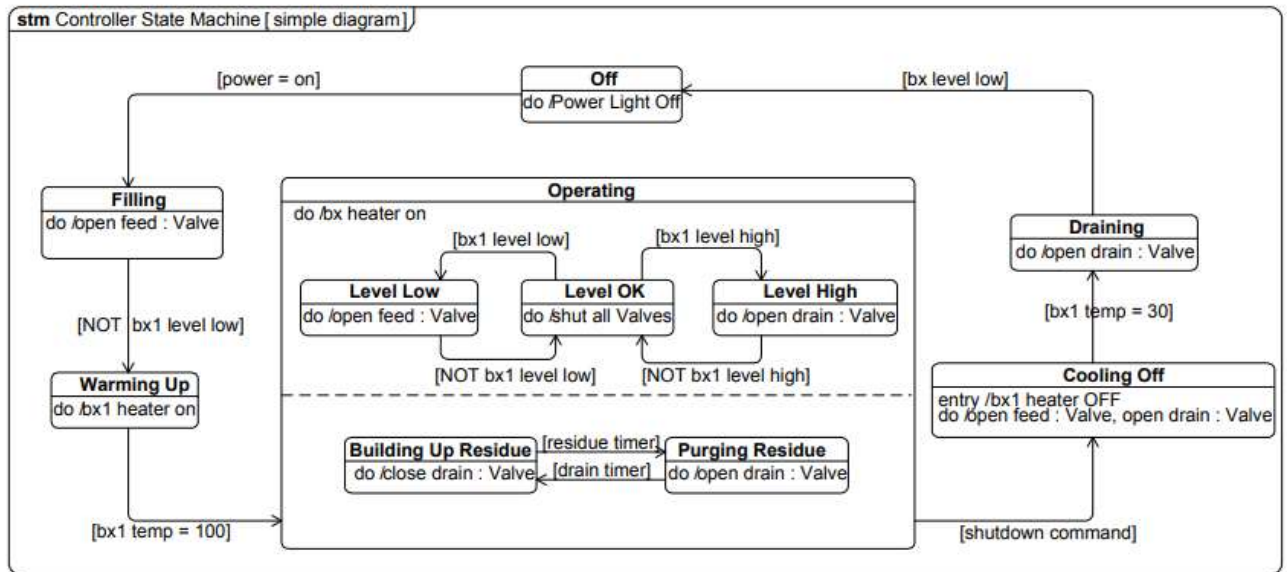 stm Controller State Machine [ simple diagram]
[power = on]
Off
do /Power Light Off
[bx level low]
Filling
do /open feed : Valve
Operating
do /bx heater on
Draining
do /open drain : Valve
[bx1 level low]
[bx1 level high]
Level Low
do /open feed : Valve
Level OK
do /shut all Valves
Level High
do /open drain : Valve
[NOT bx1 level low]
[bx1 temp = 30]
[NOT bx1 level low]
[NOT bx1 level high]
Warming Up
do /bx1 heater on
Cooling Off
entry /bx1 heater OFF
do /open feed : Valve, open drain : Valve
Building Up Residue
do /close drain : Valve
[residue timer]
[drain timer]
Purging Residue
do /open drain : Valve
[bx1 temp = 100]
[shutdown command]